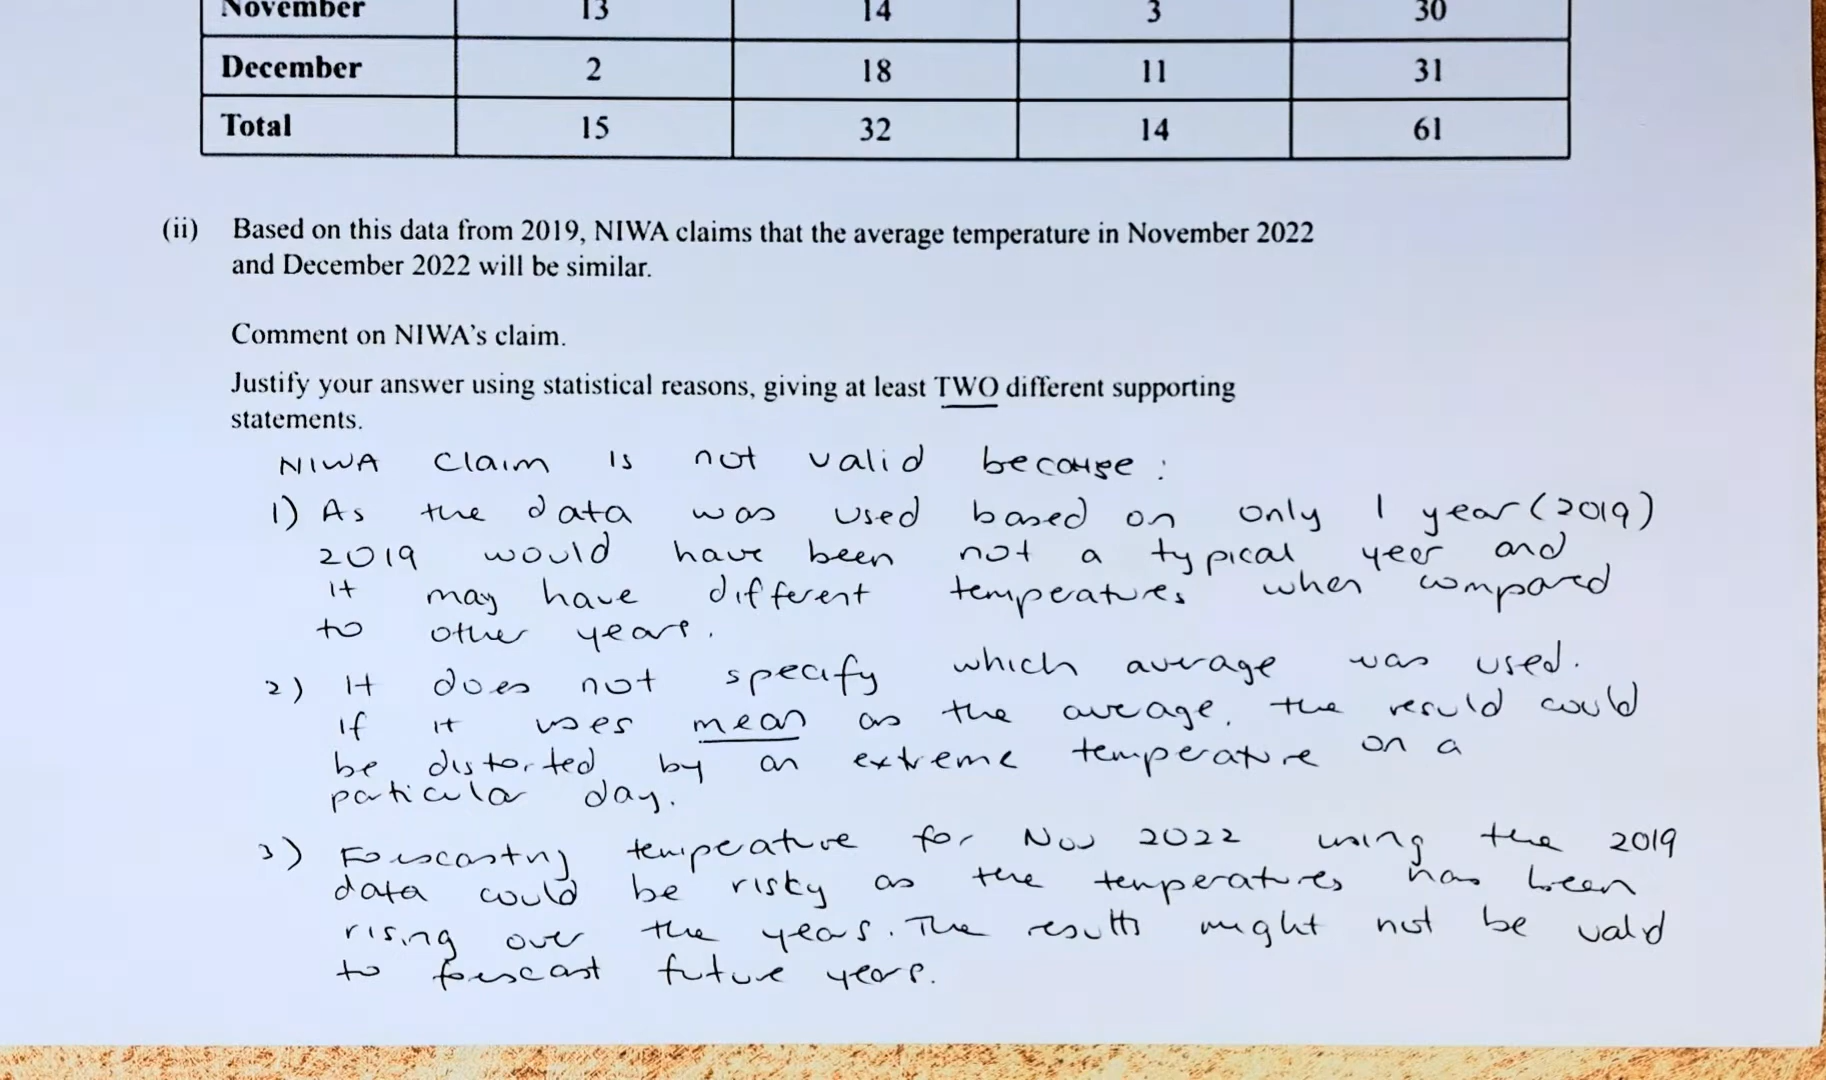 November 13 14 3 30
December 2 18 11 31
Total 15 32 14 61
(ii) Based on this data from 2019, NIWA claims that the average temperature in November 2022
and December 2022 will be similar.
Comment on NIWA's claim.
Justify your answer using statistical reasons, giving at least TWO different supporting
statements.
NIWA claim is not valid because :
1) As the data was used based on only 1 year (2019)
2019 would have been not a typical year and
it may have different temperatures when compared
to other years.
2) It does not specify which average was used.
If it uses mean as the average, the resuld could
be distorted by an extreme temperature on a
particular day.
3) Forecasting temperature for Nov 2022 using the 2019
data could be risky as the temperatures has been
rising over the years. The results might not be valid
to forecast future years.